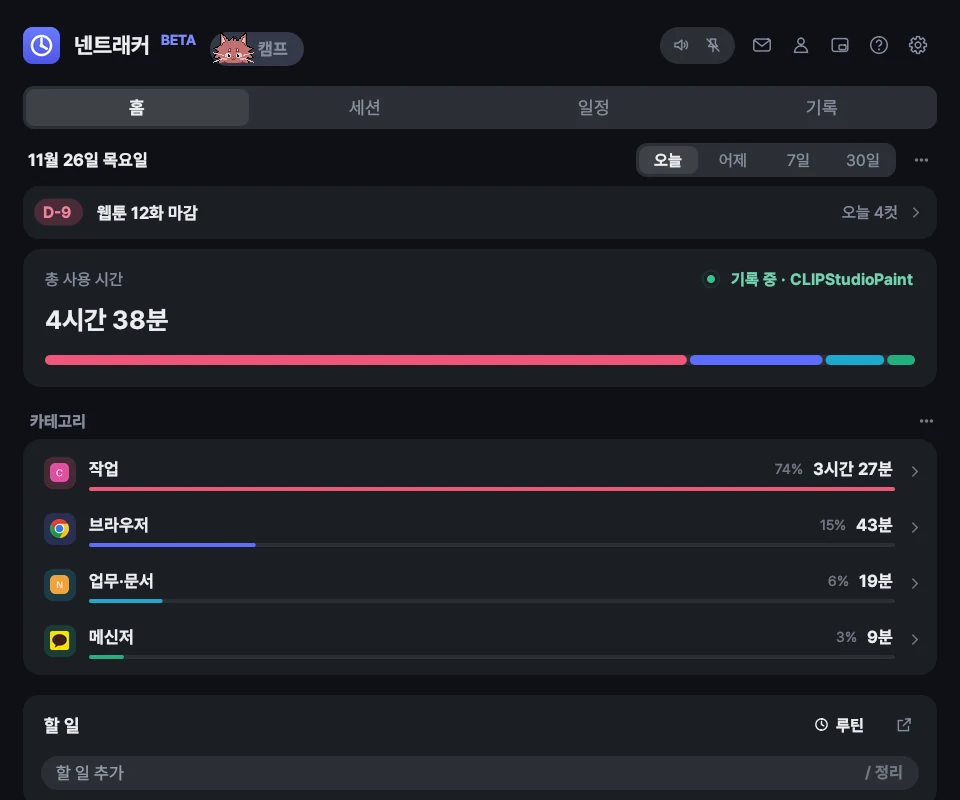 넨트래커 BETA 캠프
홈 세션 일정 기록
11월 26일 목요일 오늘 어제 7일 30일
D-9 웹툰 12화 마감 오늘 4컷
총 사용 시간 기록 중 · CLIPStudioPaint
4시간 38분
카테고리
C 작업 74% 3시간 27분
브라우저 15% 43분
N 업무·문서 6% 19분
메신저 3% 9분
할 일 루틴
할 일 추가 / 정리